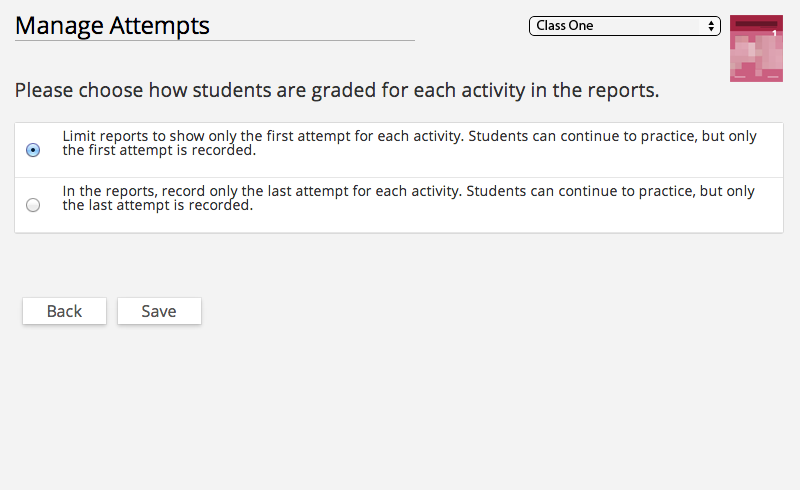 Manage Attempts
Class One
1
Please choose how students are graded for each activity in the reports.
Limit reports to show only the first attempt for each activity. Students can continue to practice, but only
the first attempt is recorded.
In the reports, record only the last attempt for each activity. Students can continue to practice, but only
the last attempt is recorded.
Back
Save